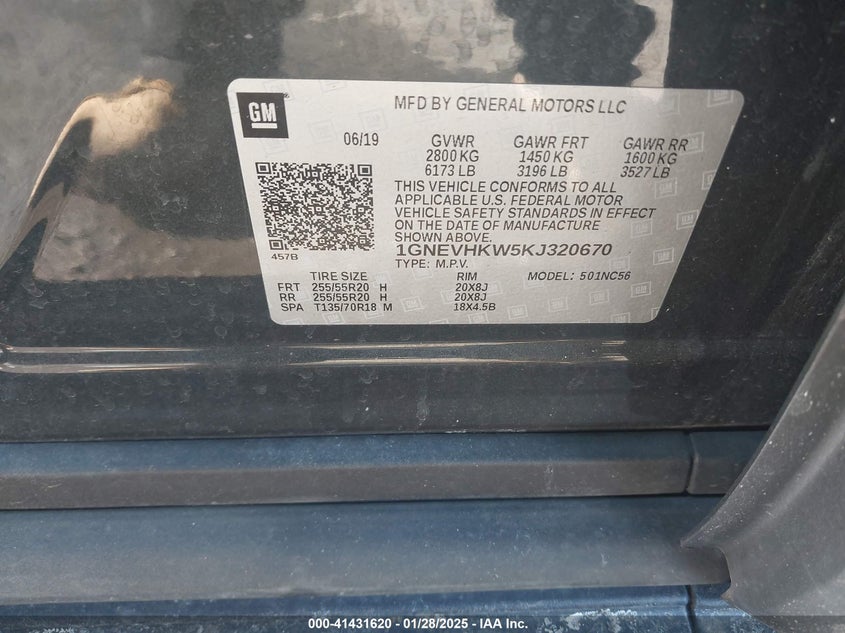 GM
MFD BY GENERAL MOTORS LLC
06/19 GVWR GAWR FRT GAWR RR
2800 KG 1450 KG 1600 KG
6173 LB 3196 LB 3527 LB
THIS VEHICLE CONFORMS TO ALL
APPLICABLE U.S. FEDERAL MOTOR
VEHICLE SAFETY STANDARDS IN EFFECT
ON THE DATE OF MANUFACTURE
SHOWN ABOVE.
457B
1GNEVHKW5KJ320670
TYPE: M.P.V.
MODEL: 501NC56
TIRE SIZE RIM
FRT 255/55R20 H 20X8J
RR 255/55R20 H 20X8J
SPA T135/70R18 M 18X4.5B
000-41431620 - 01/28/2025 - IAA Inc.